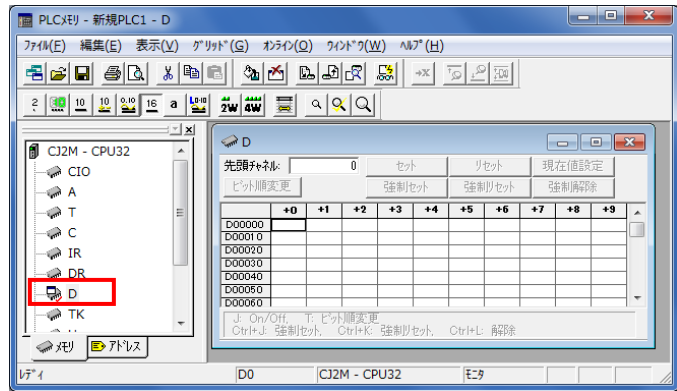 PLCﾒﾓﾘ - 新規PLC1 - D
ﾌｧｲﾙ(F) 編集(E) 表示(V) ｸﾞﾘｯﾄﾞ(G) ｵﾝﾗｲﾝ(O) ｳｨﾝﾄﾞｳ(W) ﾍﾙﾌﾟ(H)
2 10 10 0.10 16 a 2W 4W
CJ2M - CPU32
CIO
A
T
C
IR
DR
D
TK
ﾒﾓﾘ ｱﾄﾞﾚｽ
D
先頭ﾁｬﾈﾙ: 0 セット リセット 現在値設定
ビット順変更 強制セット 強制リセット 強制解除
+0 +1 +2 +3 +4 +5 +6 +7 +8 +9
D00000
D00010
D00020
D00030
D00040
D00050
D00060
J: On/Off, T: ビット順変更
Ctrl+J: 強制セット, Ctrl+K: 強制リセット, Ctrl+L: 解除
ﾚﾃﾞｨ D0 CJ2M - CPU32 ﾓﾆﾀ